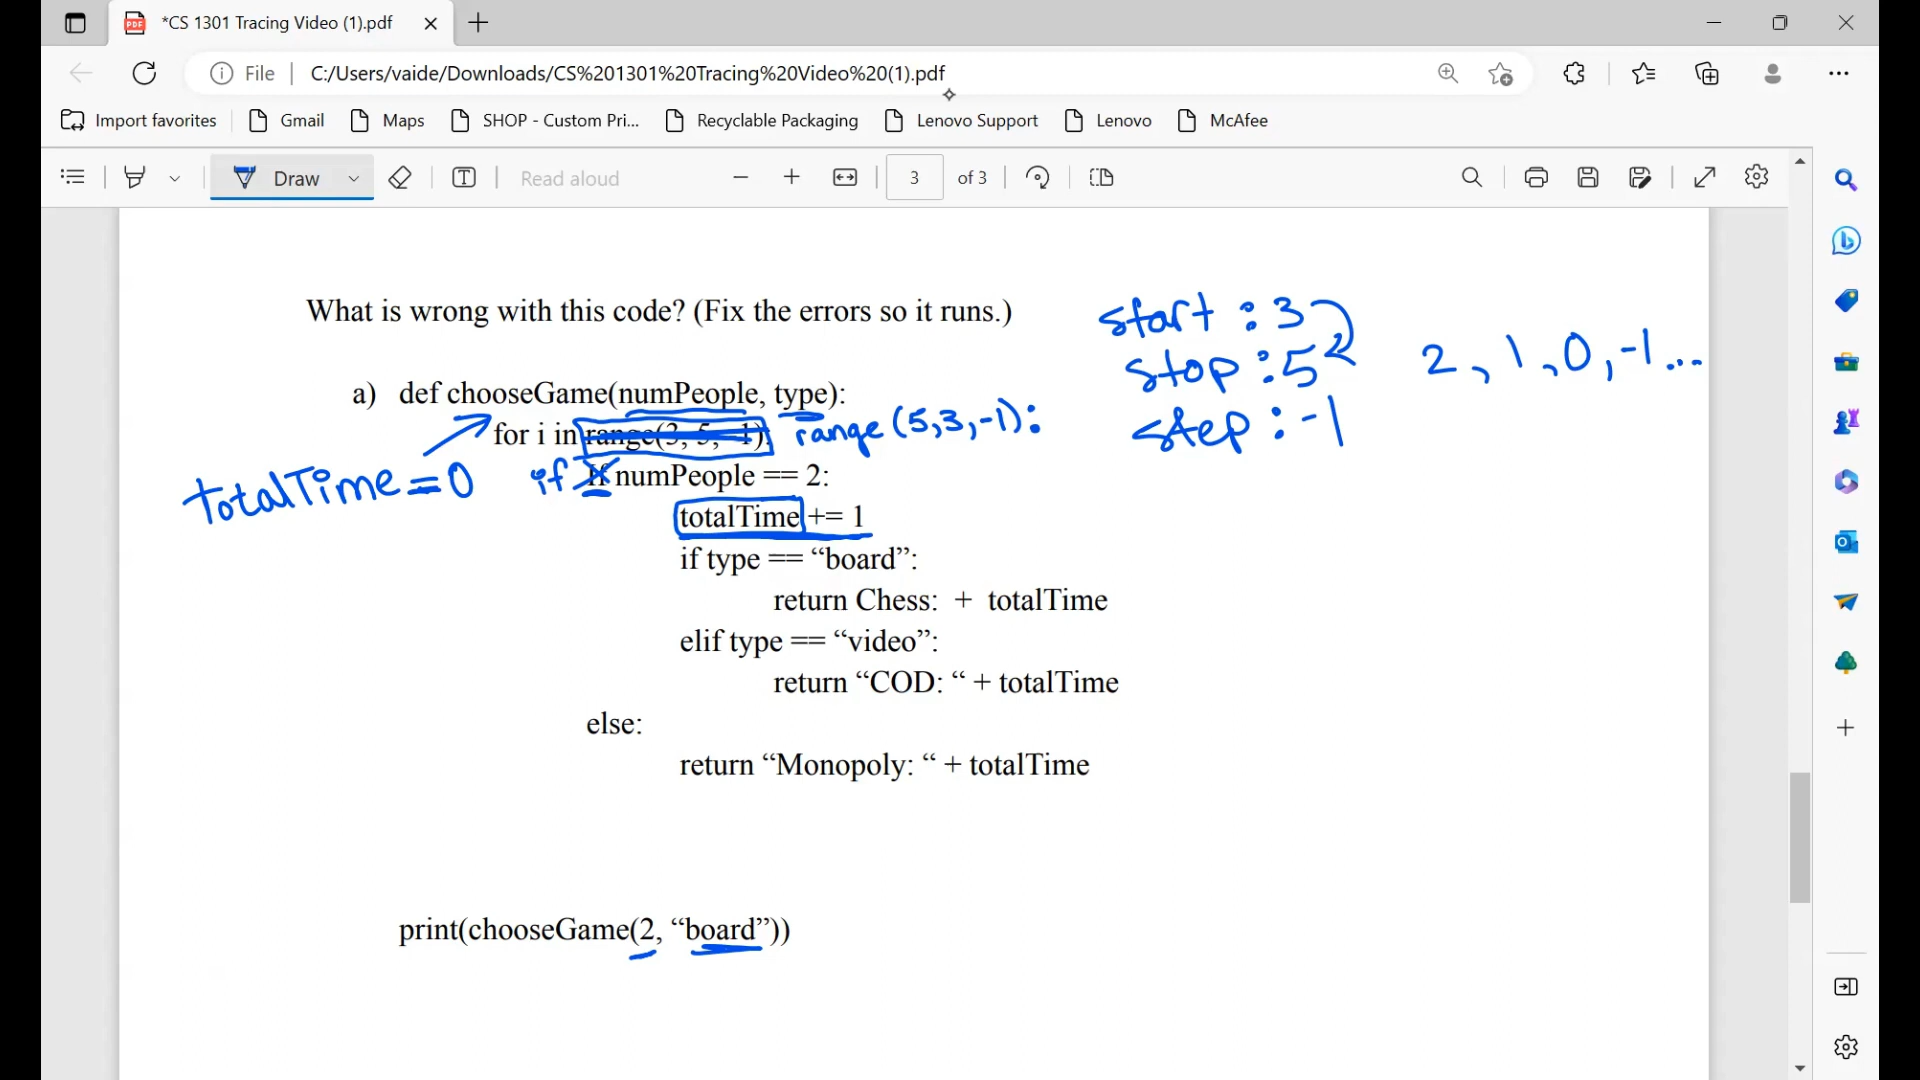 *CS 1301 Tracing Video (1).pdf
File C:/Users/vaide/Downloads/CS%201301%20Tracing%20Video%20(1).pdf
Import favorites Gmail Maps SHOP - Custom Pri... Recyclable Packaging Lenovo Support Lenovo McAfee
Draw Read aloud 3 of 3
What is wrong with this code? (Fix the errors so it runs.)
start : 3
stop : 5
2, 1, 0, -1...
step : -1
a) def chooseGame(numPeople, type):
for i in range(3, 5, -1): range (5,3,-1):
totalTime = 0
if If numPeople == 2:
totalTime += 1
if type == “board”:
return Chess: + totalTime
elif type == “video”:
return “COD: “ + totalTime
else:
return “Monopoly: “ + totalTime
print(chooseGame(2, “board”))